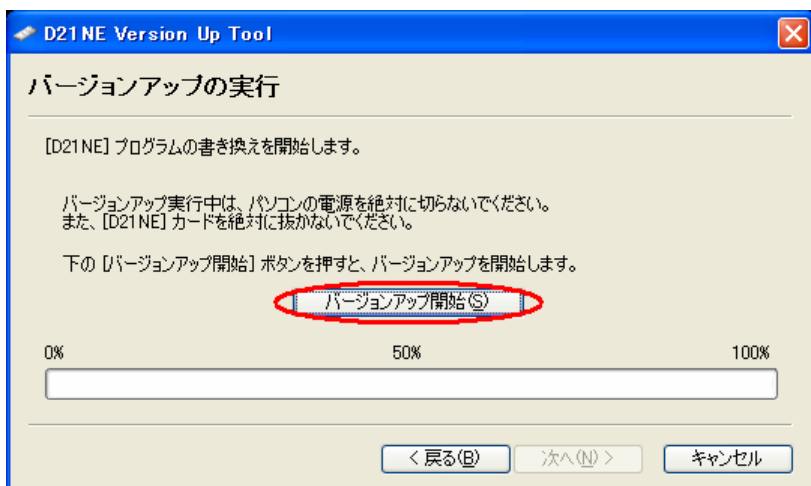 D21NE Version Up Tool
バージョンアップの実行
[D21NE] プログラムの書き換えを開始します。
バージョンアップ実行中は、パソコンの電源を絶対に切らないでください。
また、[D21NE] カードを絶対に抜かないでください。
下の [バージョンアップ開始] ボタンを押すと、バージョンアップを開始します。
バージョンアップ開始(S)
0% 50% 100%
< 戻る(B) 次へ(N) > キャンセル